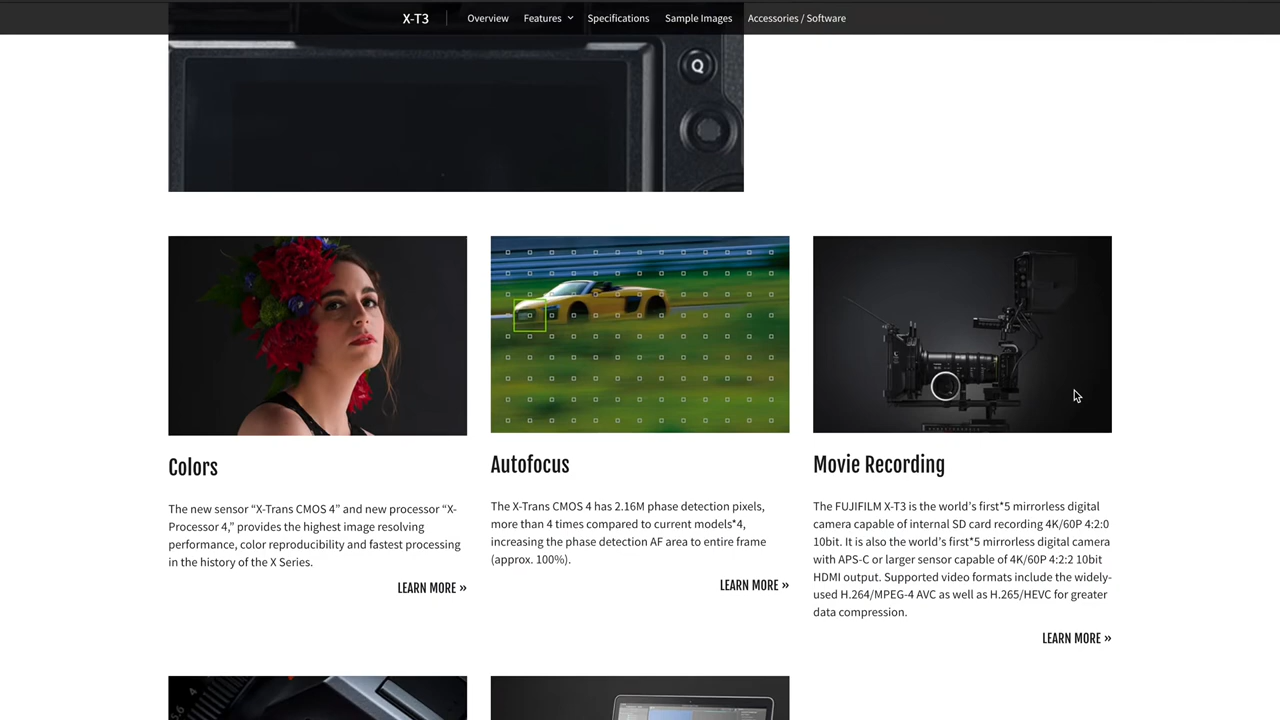 X-T3
Overview
Features
Specifications
Sample Images
Accessories / Software
Q
Colors
The new sensor “X-Trans CMOS 4” and new processor “X-
Processor 4,” provides the highest image resolving
performance, color reproducibility and fastest processing
in the history of the X Series.
LEARN MORE »
Autofocus
The X-Trans CMOS 4 has 2.16M phase detection pixels,
more than 4 times compared to current models*4,
increasing the phase detection AF area to entire frame
(approx. 100%).
LEARN MORE »
Movie Recording
The FUJIFILM X-T3 is the world’s first*5 mirrorless digital
camera capable of internal SD card recording 4K/60P 4:2:0
10bit. It is also the world’s first*5 mirrorless digital camera
with APS-C or larger sensor capable of 4K/60P 4:2:2 10bit
HDMI output. Supported video formats include the widely-
used H.264/MPEG-4 AVC as well as H.265/HEVC for greater
data compression.
LEARN MORE »
5.6
4